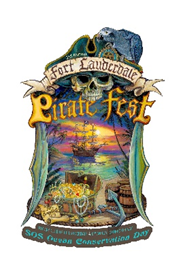 Fort Lauderdale
Pirate Fest
SOS Ocean Conservation Day